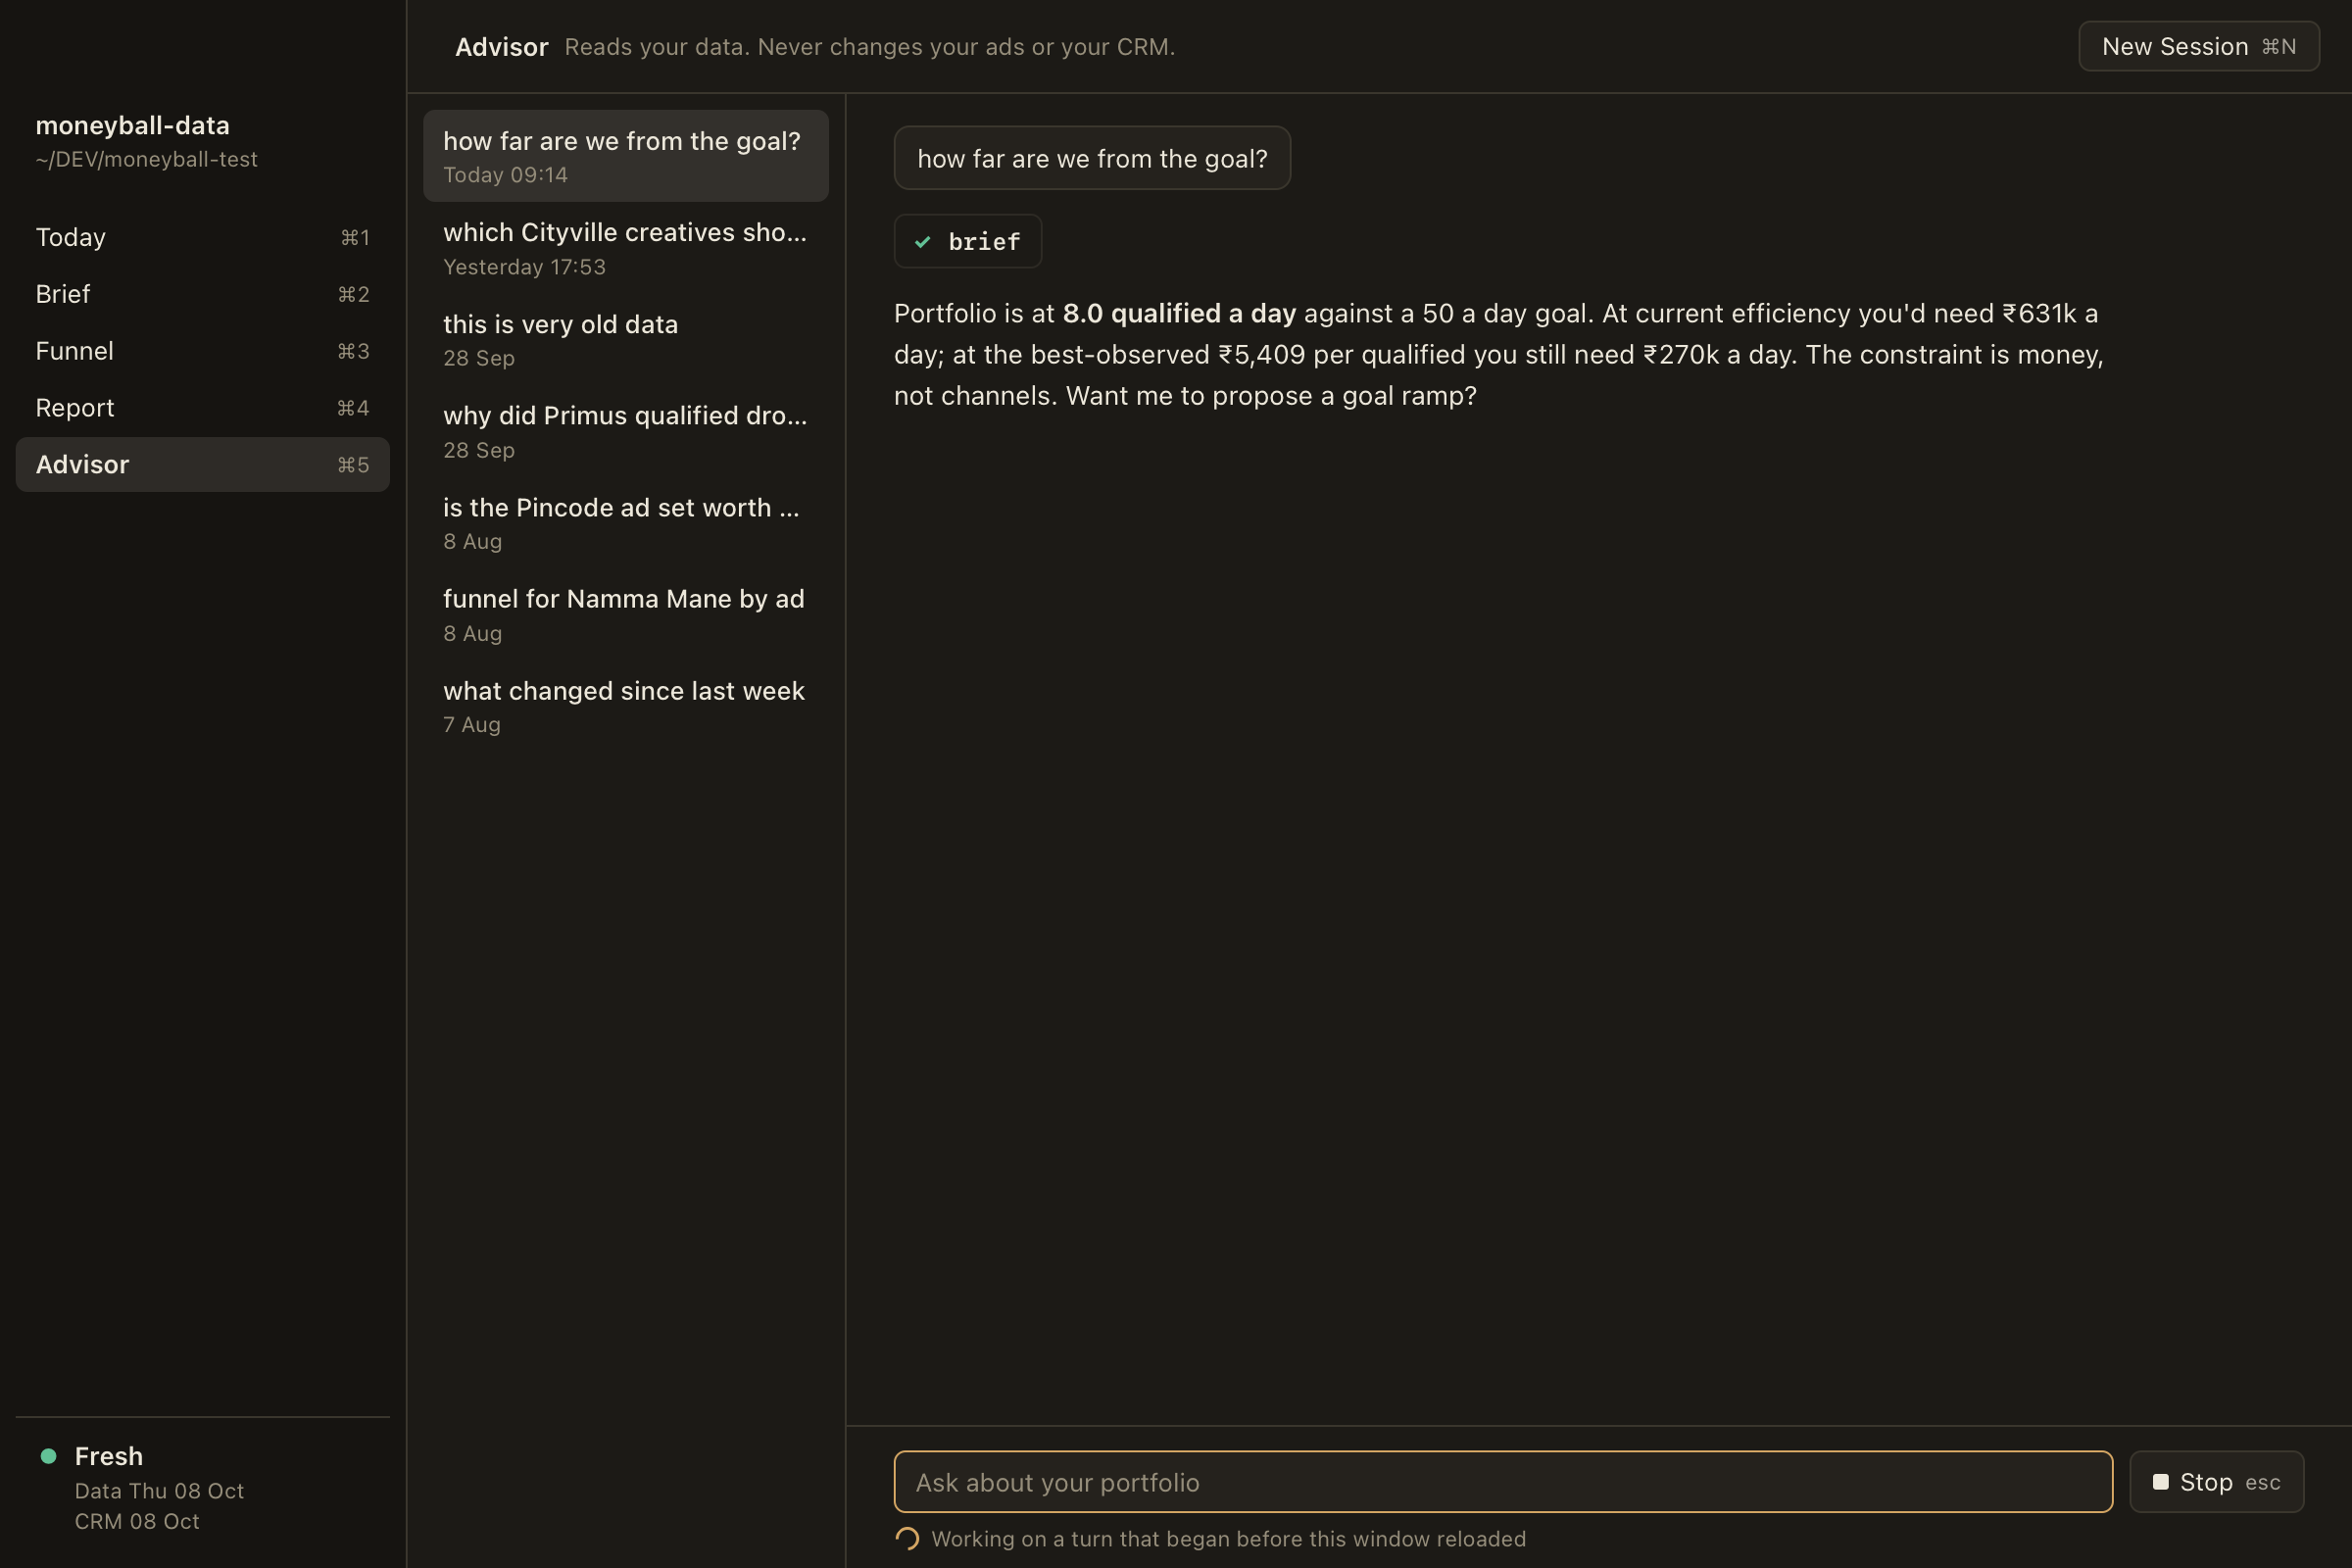 moneyball-data
~/DEV/moneyball-test
Today ⌘1
Brief ⌘2
Funnel ⌘3
Report ⌘4
Advisor ⌘5
Fresh
Data Thu 08 Oct
CRM 08 Oct
Advisor Reads your data. Never changes your ads or your CRM.
New Session ⌘N
how far are we from the goal?
Today 09:14
which Cityville creatives sho...
Yesterday 17:53
this is very old data
28 Sep
why did Primus qualified dro...
28 Sep
is the Pincode ad set worth ...
8 Aug
funnel for Namma Mane by ad
8 Aug
what changed since last week
7 Aug
how far are we from the goal?
✓ brief
Portfolio is at 8.0 qualified a day against a 50 a day goal. At current efficiency you'd need ₹631k a
day; at the best-observed ₹5,409 per qualified you still need ₹270k a day. The constraint is money,
not channels. Want me to propose a goal ramp?
Ask about your portfolio
Stop esc
Working on a turn that began before this window reloaded